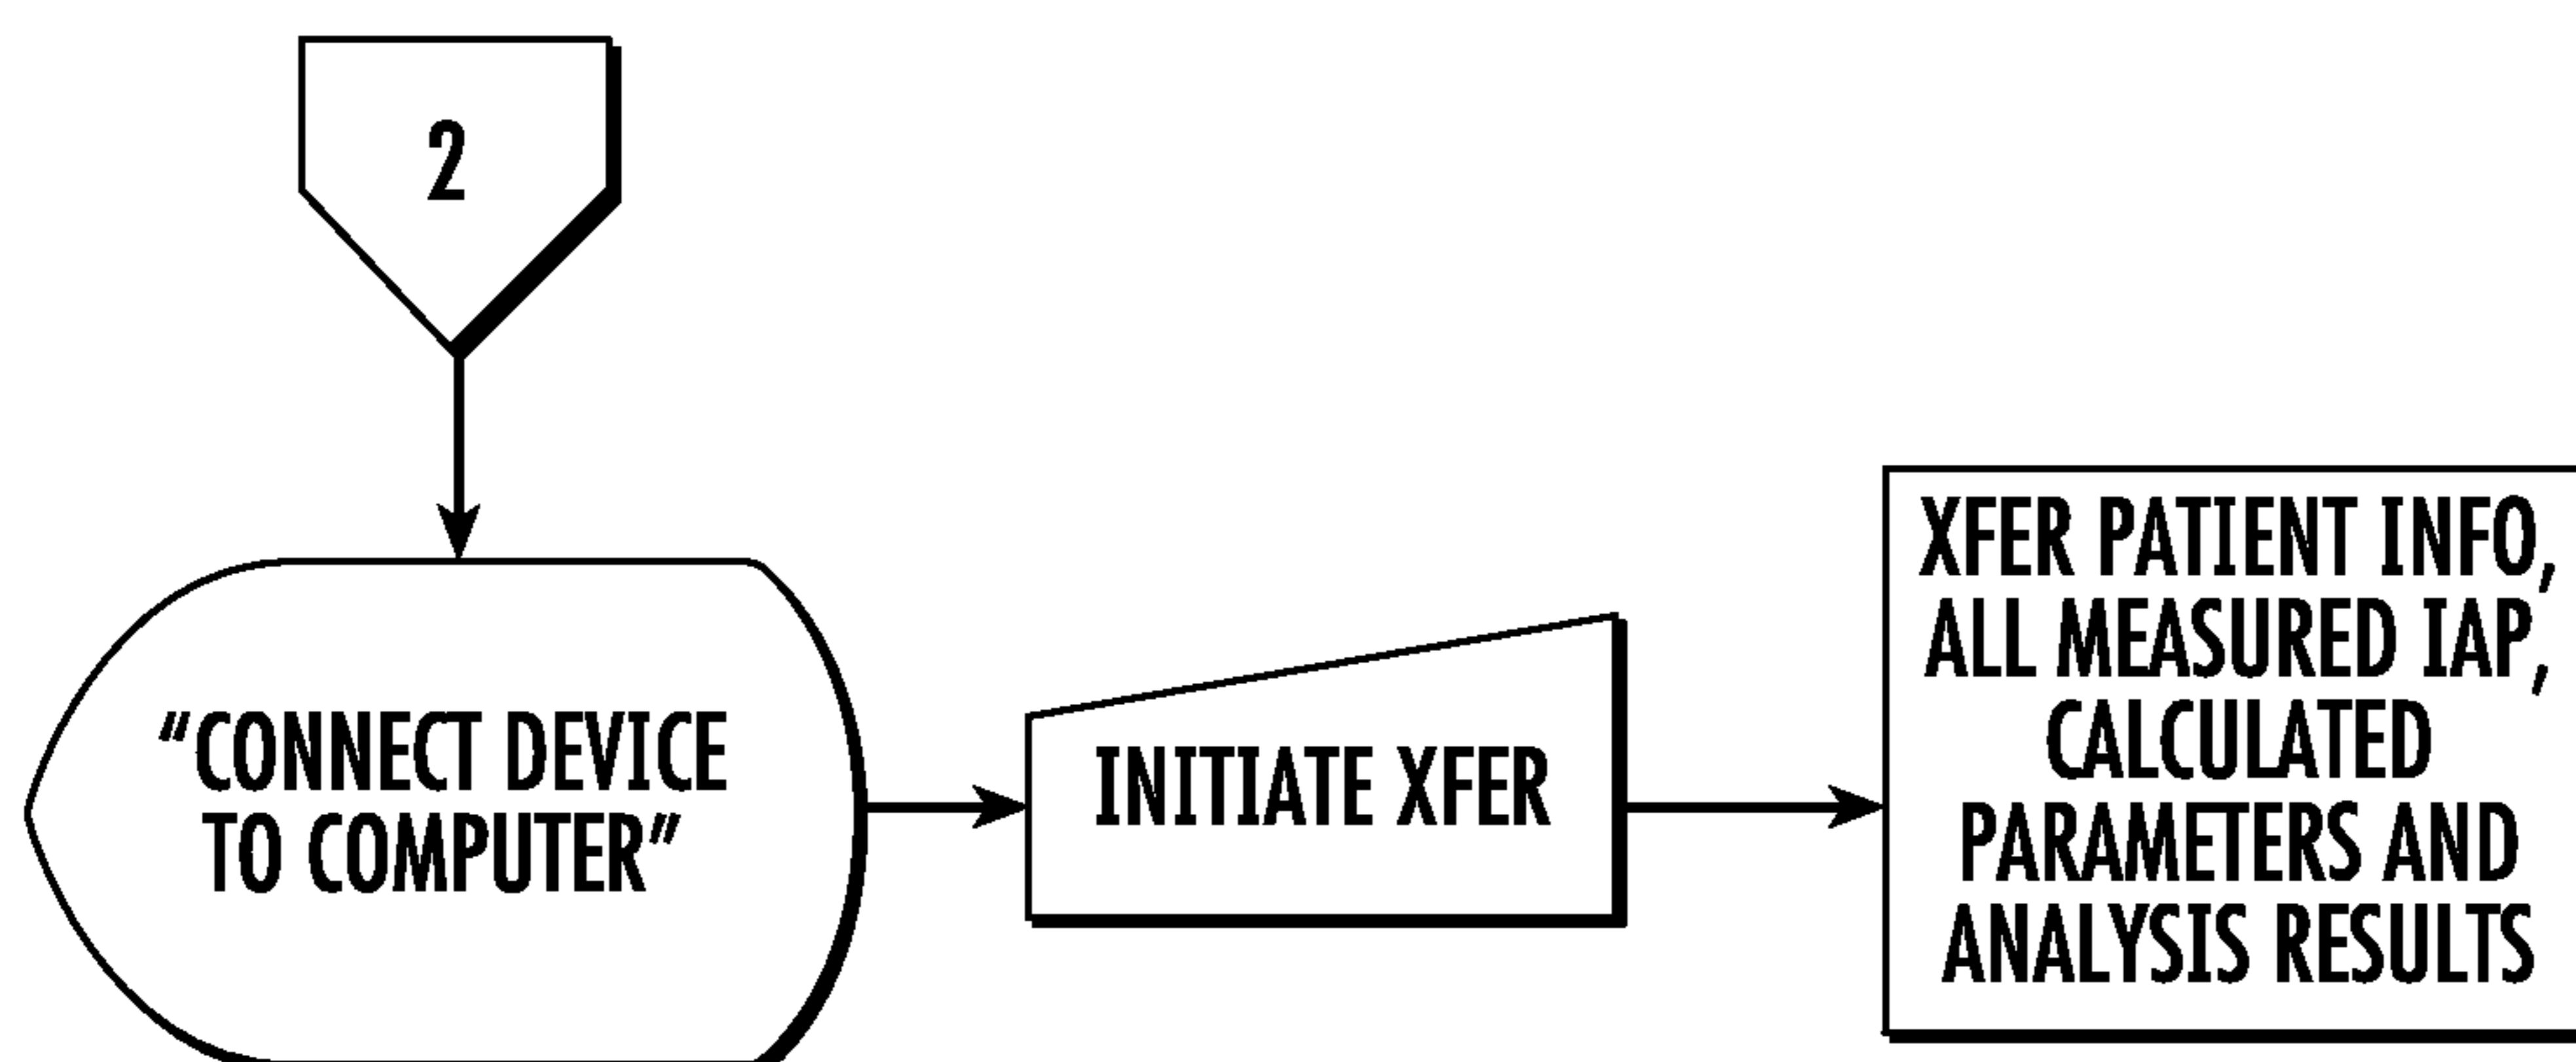 2
"CONNECT DEVICE
TO COMPUTER"
INITIATE XFER
XFER PATIENT INFO,
ALL MEASURED IAP,
CALCULATED
PARAMETERS AND
ANALYSIS RESULTS